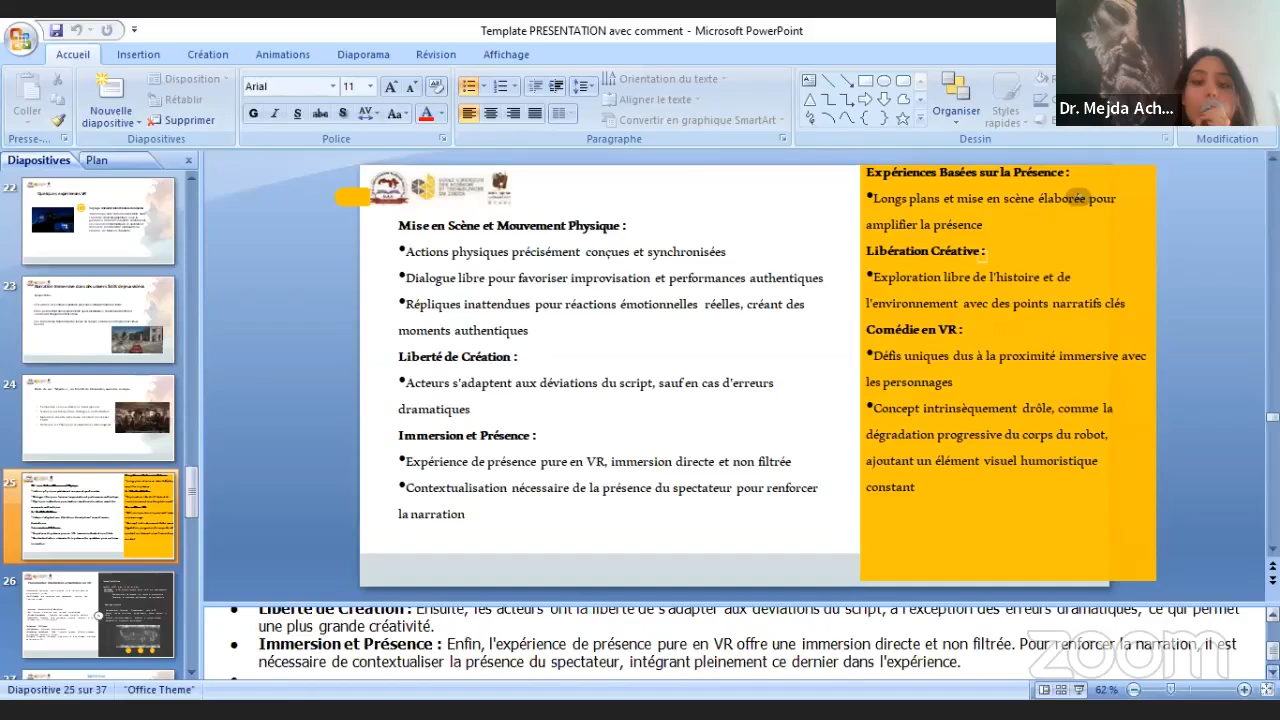 Template PRESENTATION avec comment - Microsoft PowerPoint
Accueil
Insertion
Création
Animations
Diaporama
Révision
Affichage
Coller
Nouvelle
diapositive
Disposition
Rétablir
Supprimer
Arial
11
G I S abc S AV Aa A
Orientation du texte
Aligner le texte
Convertir en graphique SmartArt
Organiser
Styles
rapides
Presse-...
Diapositives
Police
Paragraphe
Dessin
Modification
Dr. Mejda Ach...
Diapositives
Plan
22
23
24
25
26
Mise en Scène et Mouvement Physique :
•Actions physiques précisément conçues et synchronisées
•Dialogue libre pour favoriser improvisation et performances authentiques
•Répliques inattendues pour réactions émotionnelles réelles et des
moments authentiques
Liberté de Création :
•Acteurs s'adaptent aux déviations du script, sauf en cas d'erreurs
dramatiques
Immersion et Présence :
•Expérience de présence pure en VR, immersion directe et non filtrée
•Contextualisation nécessaire de la présence du spectateur pour renforcer
la narration
Expériences Basées sur la Présence :
•Longs plans et mise en scène élaborée pour
amplifier la présence
Libération Créative :
•Exploration libre de l'histoire et de
l'environnement avec des points narratifs clés
Comédie en VR :
•Défis uniques dus à la proximité immersive avec
les personnages
•Concept intrinsèquement drôle, comme la
dégradation progressive du corps du robot,
ajoutant un élément visuel humoristique
constant
une plus grande créativité.
● Immersion et Présence : Enfin, l'expérience de présence pure en VR offre une immersion directe et non filtrée. Pour renforcer la narration, il est
nécessaire de contextualiser la présence du spectateur, intégrant pleinement ce dernier dans l'expérience.
zoom
Diapositive 25 sur 37
"Office Theme"
62 %